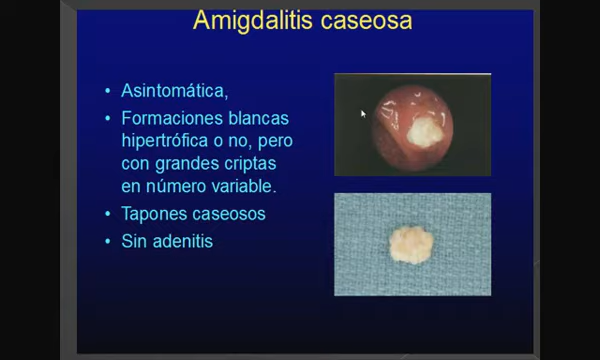 Amigdalitis caseosa
• Asintomática,
• Formaciones blancas
hipertrófica o no, pero
con grandes criptas
en número variable.
• Tapones caseosos
• Sin adenitis